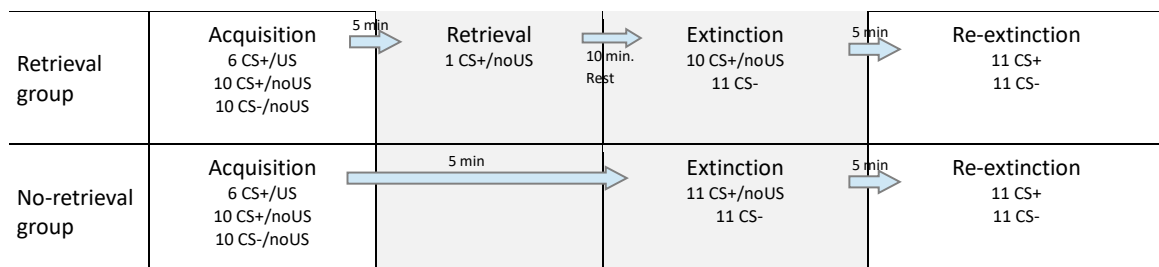 5 min
5 min
Acquisition
Retrieval
Extinction
Re-extinction
Retrieval
group
6 CS+/US
1 CS+/noUS
10 min.
10 CS+/noUS
11 CS+
10 CS+/noUS
Rest
11 CS-
11 CS-
10 CS-/noUS
5 min
5 min
Acquisition
Extinction
Re-extinction
No-retrieval
group
6 CS+/US
11 CS+/noUS
11 CS+
10 CS+/noUS
11 CS-
11 CS-
10 CS-/noUS